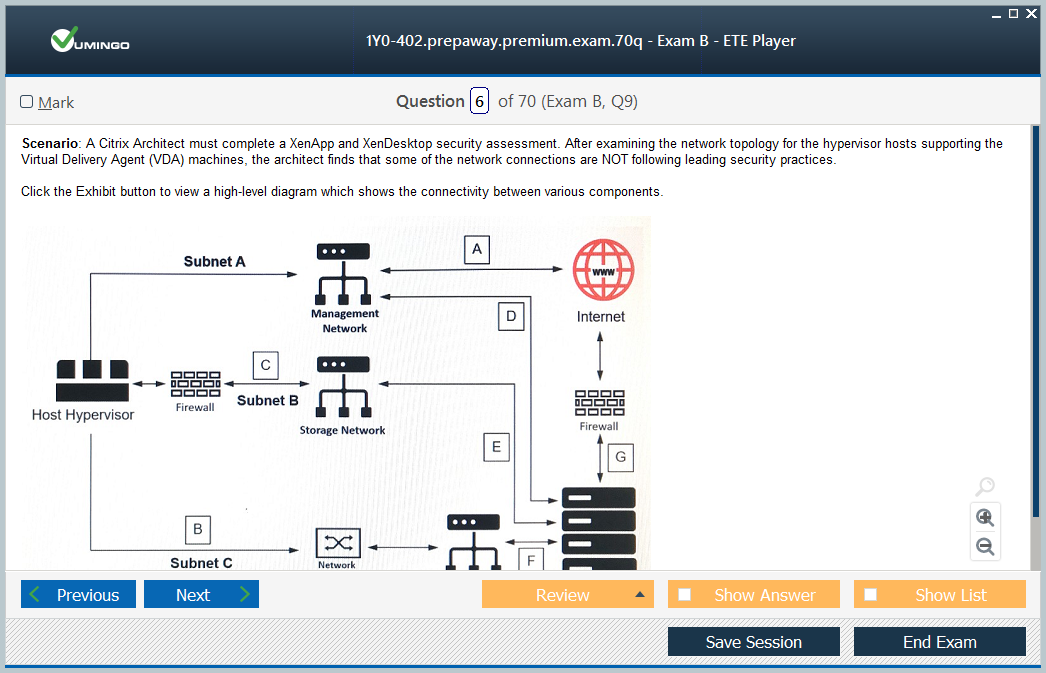 VUMINGO
1Y0-402.prepaway.premium.exam.70q - Exam B - ETE Player
Mark
Question 6 of 70 (Exam B, Q9)
Scenario: A Citrix Architect must complete a XenApp and XenDesktop security assessment. After examining the network topology for the hypervisor hosts supporting the
Virtual Delivery Agent (VDA) machines, the architect finds that some of the network connections are NOT following leading security practices.
Click the Exhibit button to view a high-level diagram which shows the connectivity between various components.
A
Subnet A
WWW
Management
Network
D
Internet
C
Host Hypervisor
Firewall
Subnet B
Storage Network
Firewall
E
G
B
Subnet C
Network
F
Previous
Next
Review
Show Answer
Show List
Save Session
End Exam